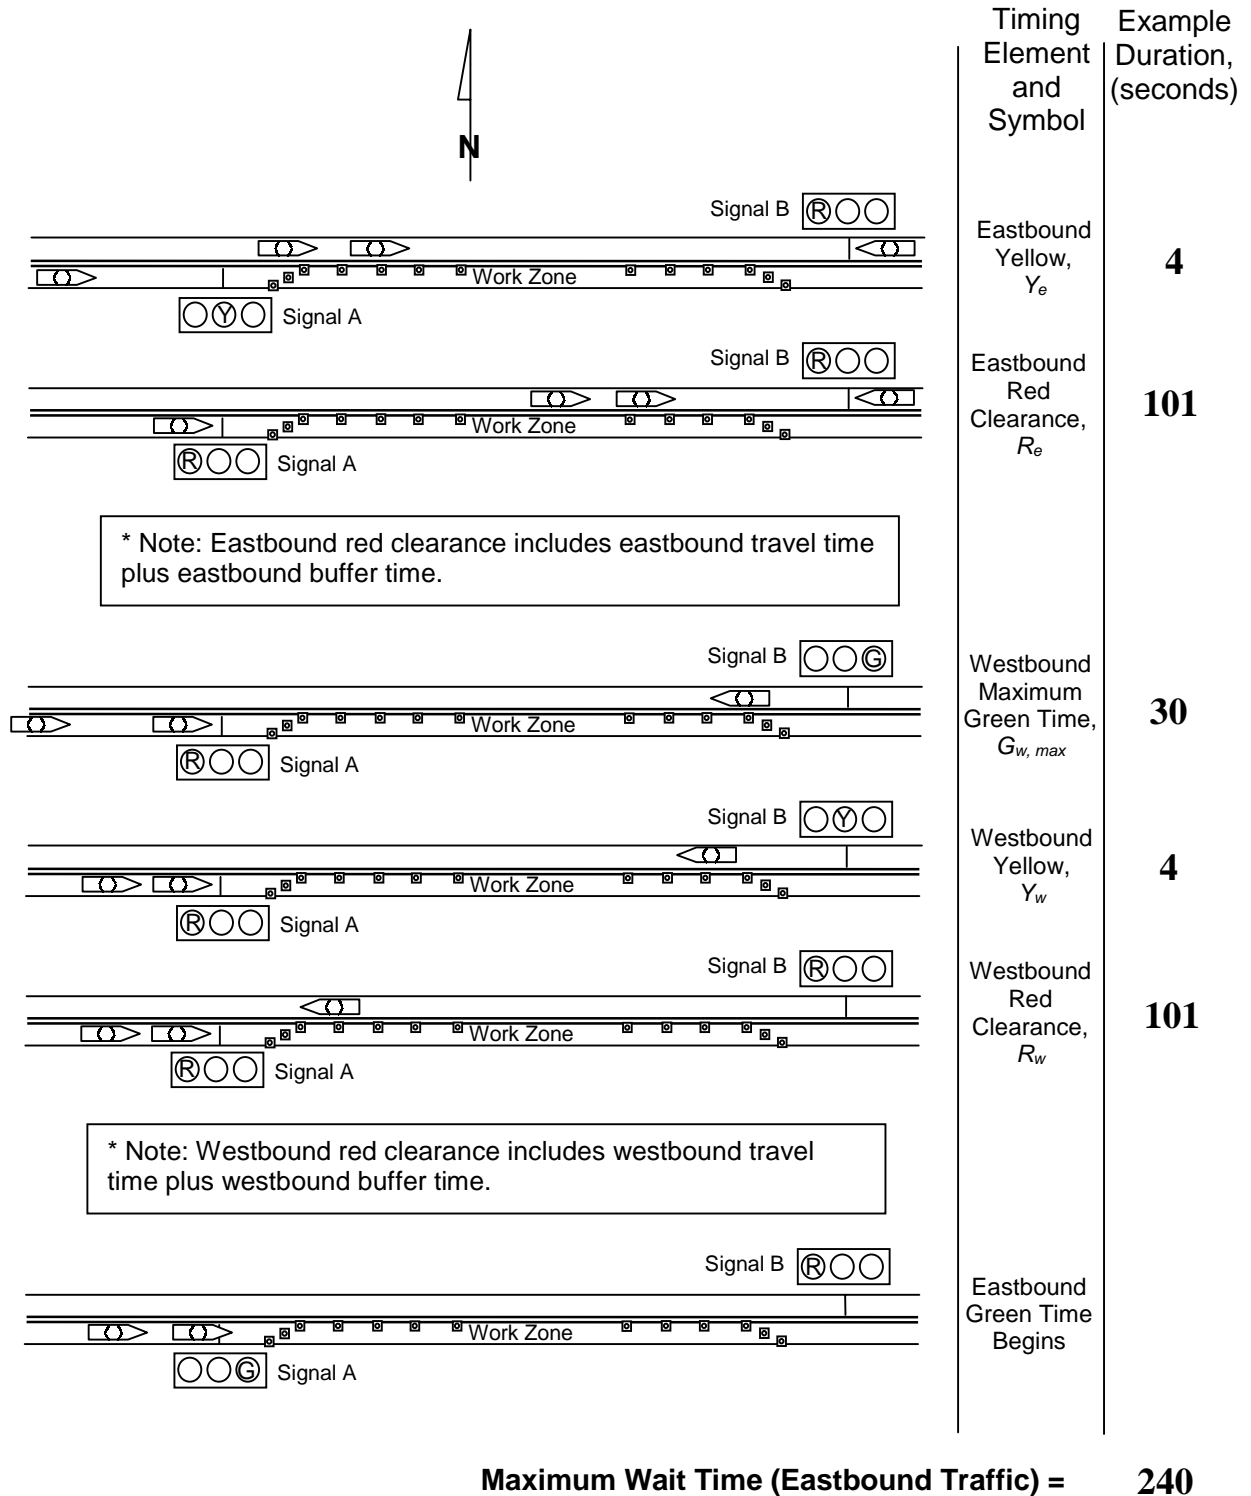 Timing
Element
and
Symbol
Example
Duration,
(seconds)
N
Signal B R
Eastbound
Yellow,
Ye
4
Work Zone
Y Signal A
Signal B R
Eastbound
Red
Clearance,
Re
101
Work Zone
R Signal A
* Note: Eastbound red clearance includes eastbound travel time
plus eastbound buffer time.
Signal B G
Westbound
Maximum
Green Time,
Gw, max
30
Work Zone
R Signal A
Signal B Y
Westbound
Yellow,
Yw
4
Work Zone
R Signal A
Signal B R
Westbound
Red
Clearance,
Rw
101
Work Zone
R Signal A
* Note: Westbound red clearance includes westbound travel
time plus westbound buffer time.
Signal B R
Eastbound
Green Time
Begins
Work Zone
G Signal A
Maximum Wait Time (Eastbound Traffic) = 240